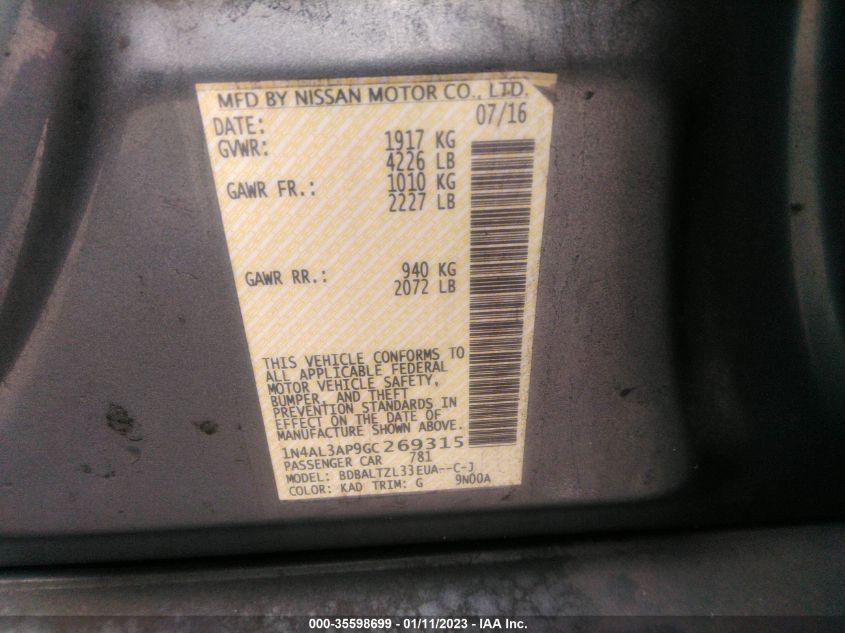 MFD BY NISSAN MOTOR CO., LTD.
DATE: 07/16
GVWR: 1917 KG
4226 LB
GAWR FR.: 1010 KG
2227 LB
GAWR RR.: 940 KG
2072 LB
THIS VEHICLE CONFORMS TO
ALL APPLICABLE FEDERAL
MOTOR VEHICLE SAFETY,
BUMPER, AND THEFT
PREVENTION STANDARDS IN
EFFECT ON THE DATE OF
MANUFACTURE SHOWN ABOVE.
1N4AL3AP9GC269315
PASSENGER CAR 781
MODEL: BDBALTZL33EUA--C-J
COLOR: KAD TRIM: G 9N00A
000-35598699 - 01/11/2023 - IAA Inc.